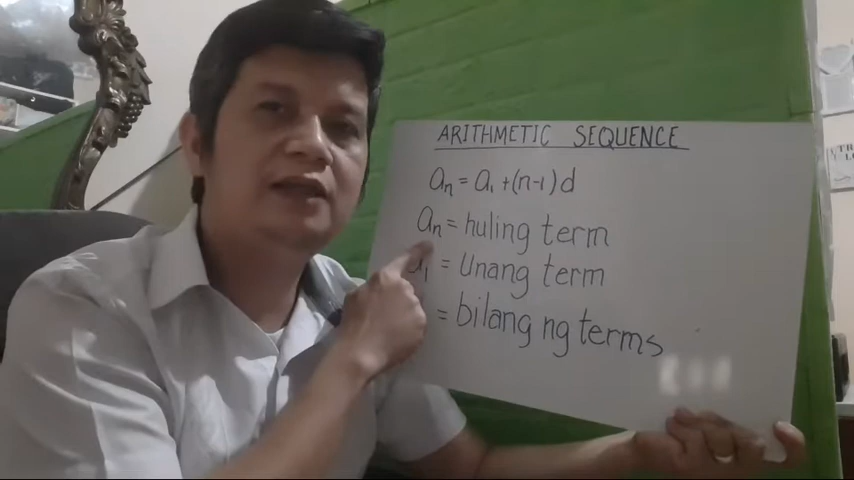 ARITHMETIC SEQUENCE
aₙ = a₁ + (n-1)d
aₙ = huling term
a₁ = Unang term
= bilang ng terms